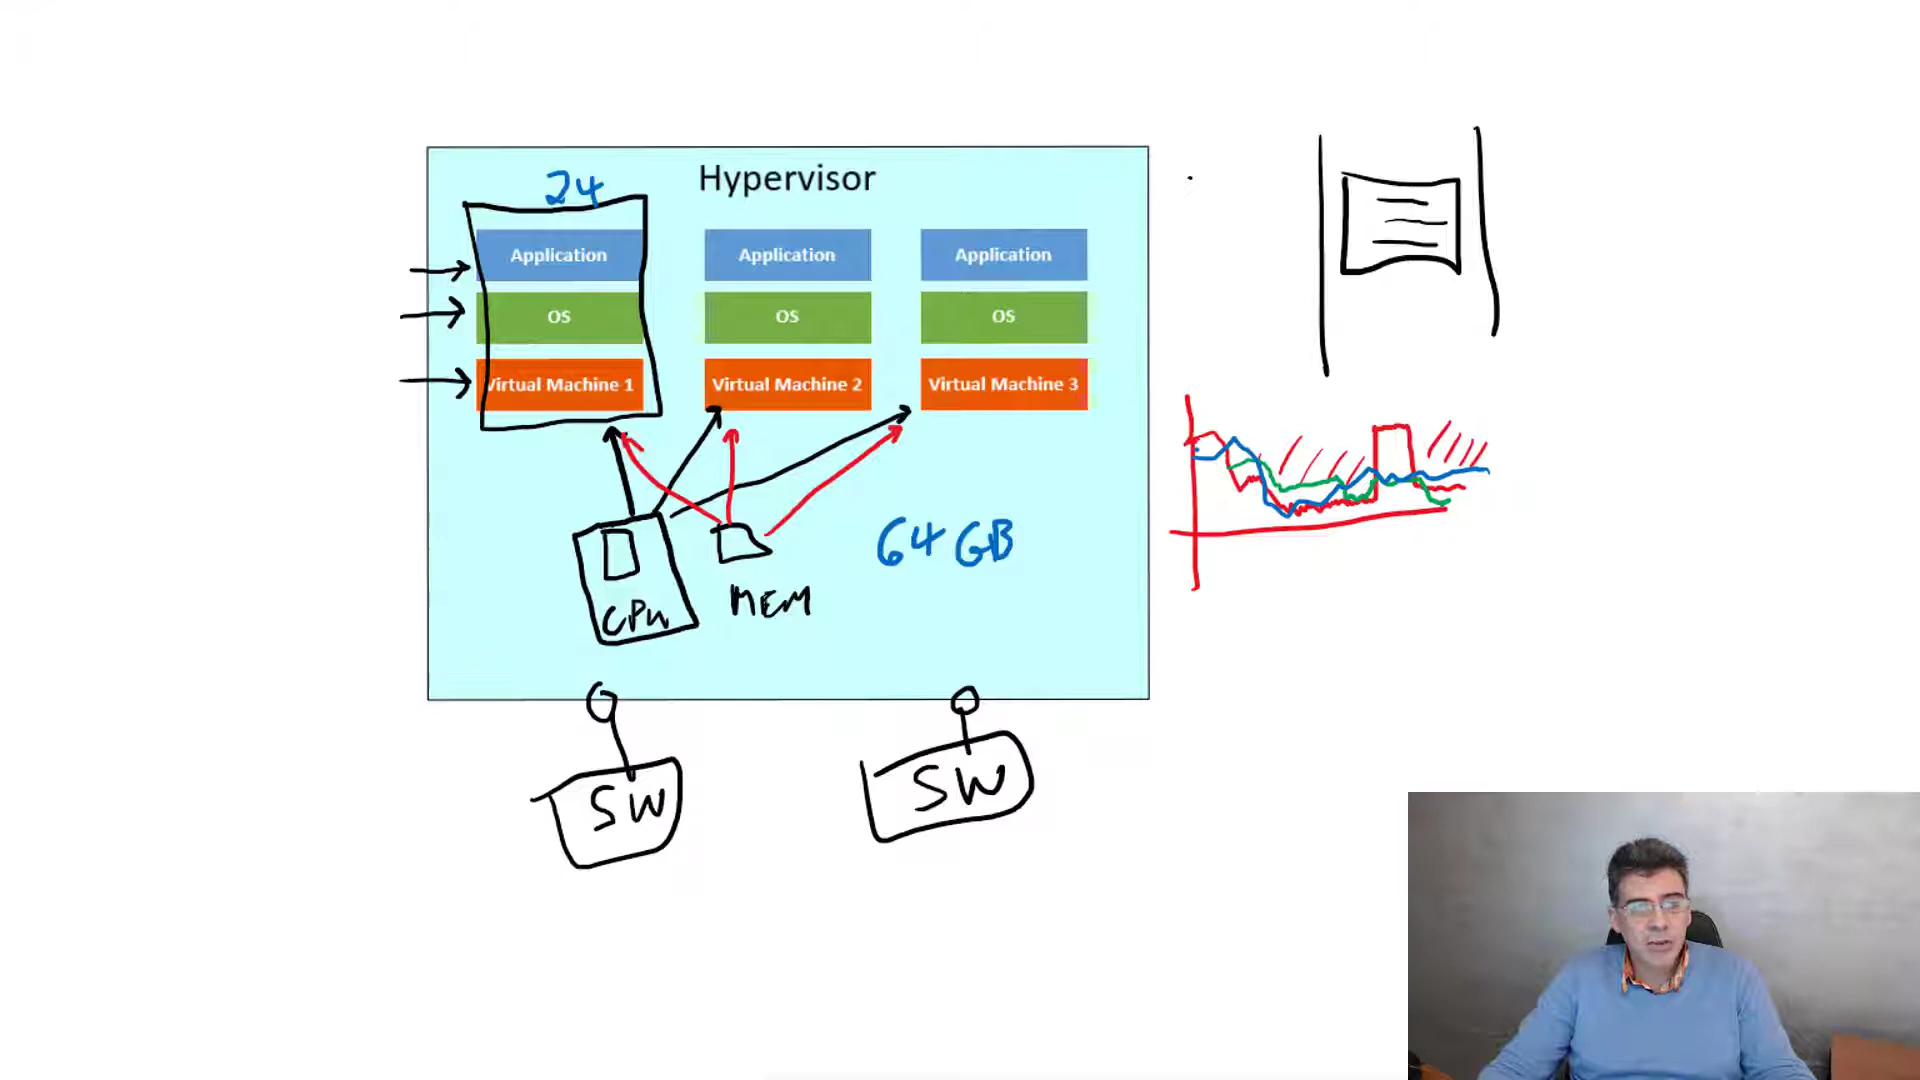 Hypervisor
24
Application Application Application
OS OS OS
Virtual Machine 1 Virtual Machine 2 Virtual Machine 3
64 GB
CPU MEM
SW SW